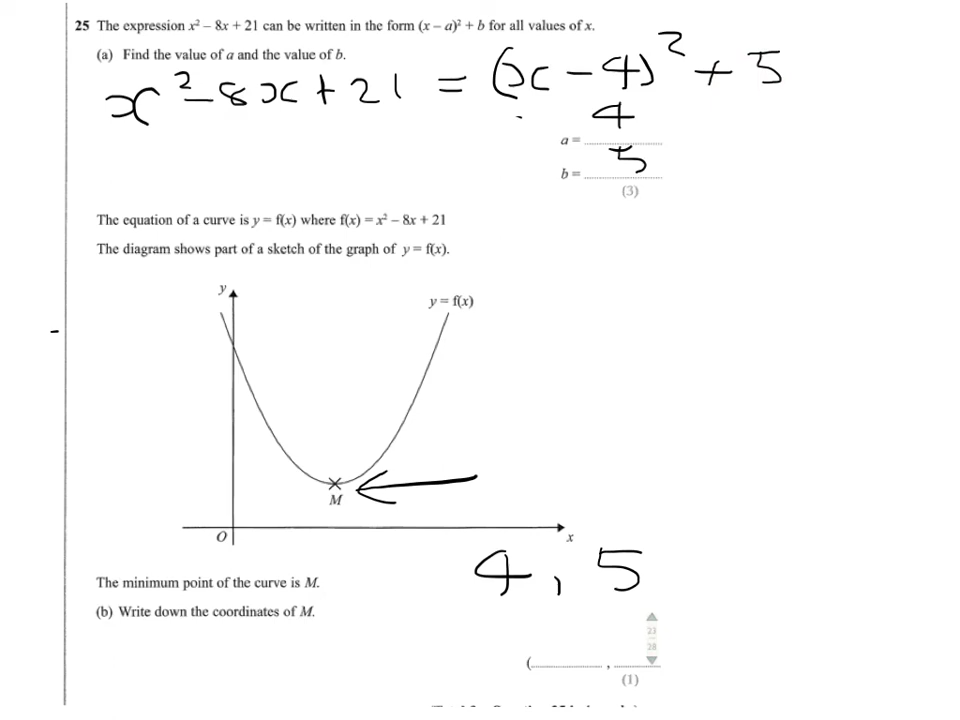 25 The expression x² – 8x + 21 can be written in the form (x – a)² + b for all values of x.
(a) Find the value of a and the value of b.
x² – 8x + 21 = (x – 4)² + 5
4
a =
5
b =
(3)
The equation of a curve is y = f(x) where f(x) = x² – 8x + 21
The diagram shows part of a sketch of the graph of y = f(x).
y
y = f(x)
M
O
x
4 , 5
The minimum point of the curve is M.
(b) Write down the coordinates of M.
23
28
(.................... , ....................
(1)